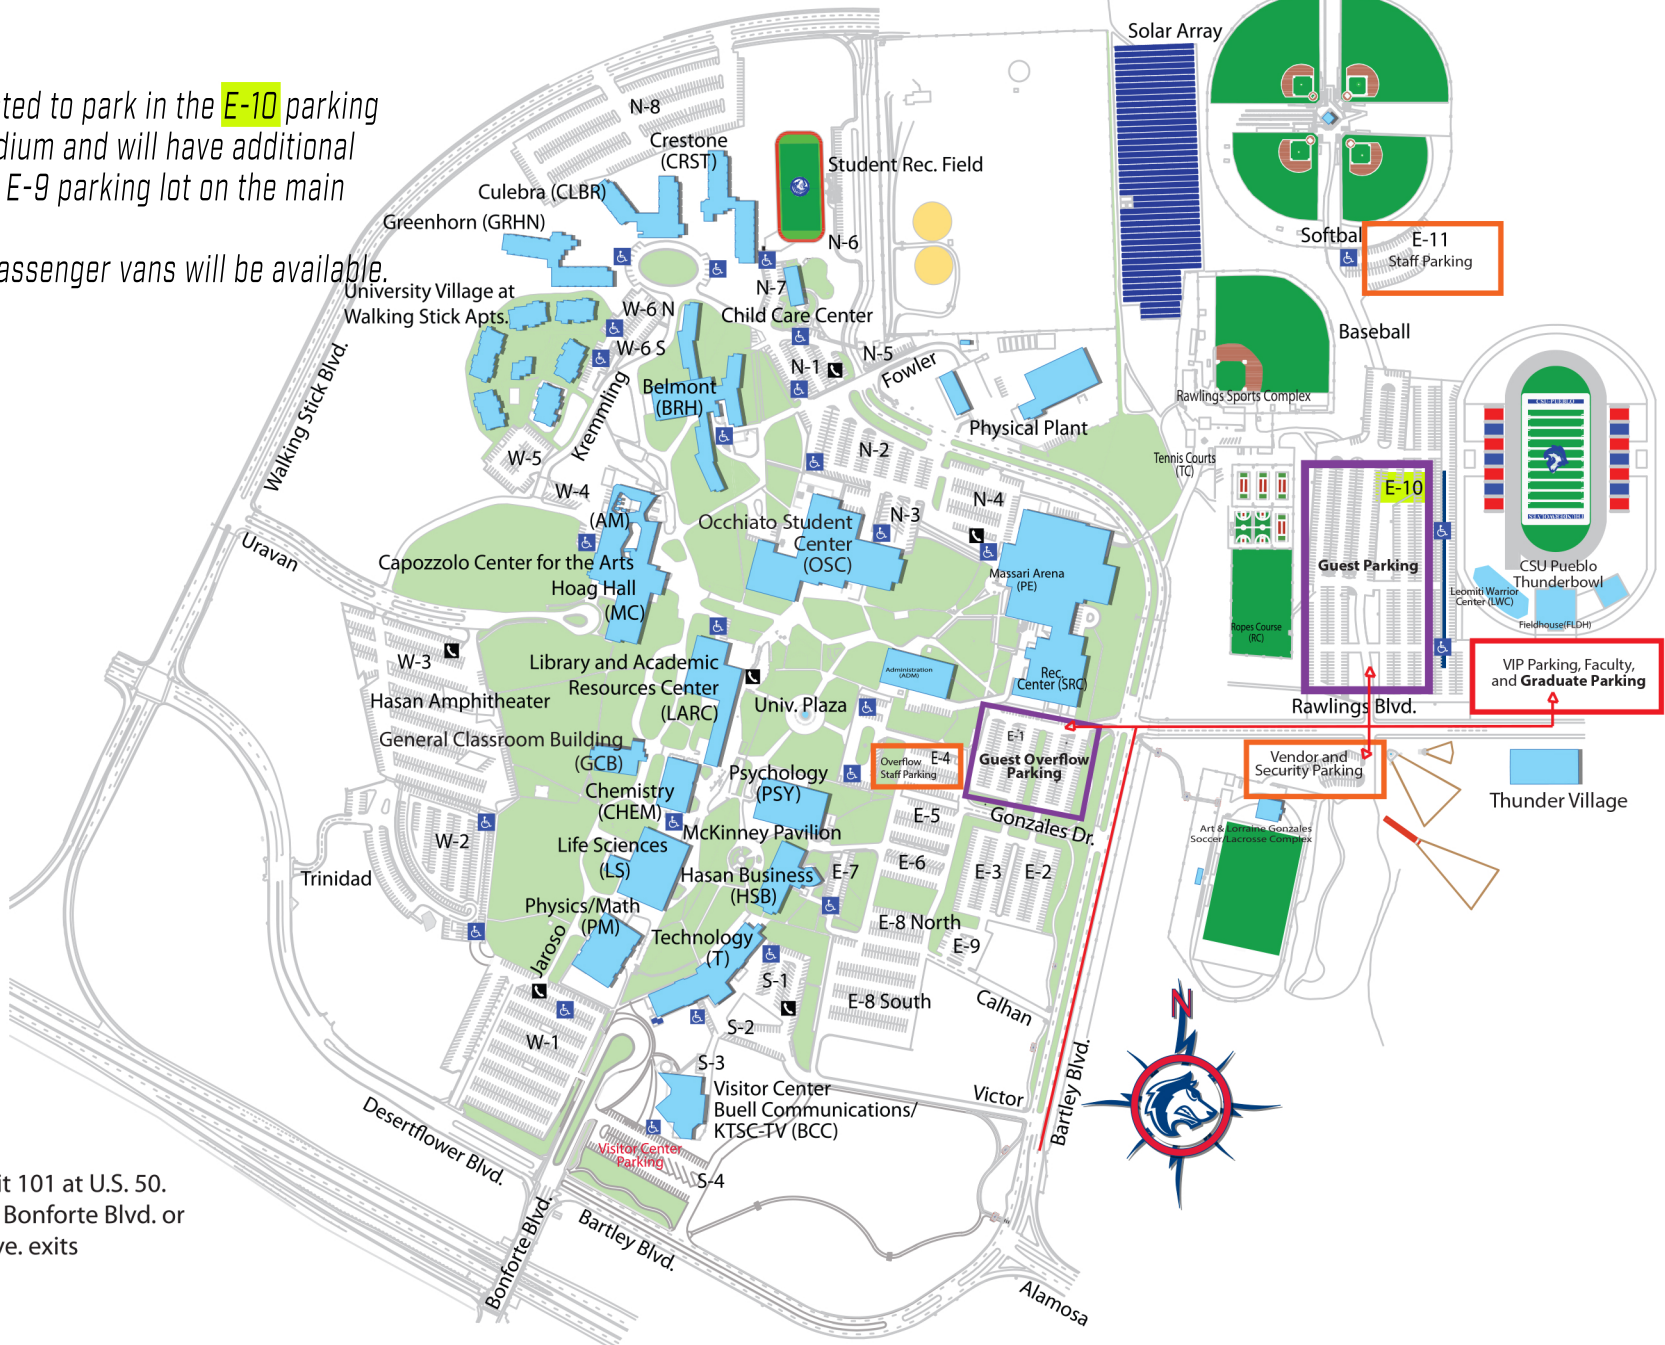 ted to park in the E-10 parking
dium and will have additional
E-9 parking lot on the main
assenger vans will be available.
Solar Array
N-8
Crestone
(CRST)
Student Rec. Field
Culebra (CLBR)
Greenhorn (GRHN)
N-6
Softbal
E-11
Staff Parking
University Village at
Walking Stick Apts.
N-7
W-6 N
Child Care Center
Baseball
W-6 S
N-5
N-1
Fowler
Walking Stick Blvd.
Kremmling
Belmont
(BRH)
Rawlings Sports Complex
CSU-PUEBLO
Physical Plant
W-5
N-2
Tennis Courts
(TC)
W-4
N-4
E-10
(AM)
Occhiato Student
Center
(OSC)
N-3
THUNDERWOLVES
Uravan
Capozzolo Center for the Arts
Hoag Hall
(MC)
Massari Arena
(PE)
Guest Parking
CSU Pueblo
Thunderbowl
Leomiti Warrior
Center (LWC)
Fieldhouse(FLDH)
Ropes Course
(RC)
W-3
Library and Academic
Resources Center
(LARC)
Administration
(ADM)
Rec.
Center (SRC)
VIP Parking, Faculty,
and Graduate Parking
Hasan Amphitheater
Univ. Plaza
Rawlings Blvd.
General Classroom Building
(GCB)
E-1
Guest Overflow
Parking
E-4
Overflow
Staff Parking
Vendor and
Security Parking
Psychology
(PSY)
Chemistry
(CHEM)
Thunder Village
E-5
Gonzales Dr.
McKinney Pavilion
Art & Lorraine Gonzales
Soccer/Lacrosse Complex
W-2
Life Sciences
(LS)
E-6
E-3
E-2
Trinidad
Hasan Business
(HSB)
E-7
Physics/Math
(PM)
E-8 North
Technology
(T)
E-9
Jaroso
S-1
E-8 South
Calhan
N
S-2
W-1
S-3
Visitor Center
Buell Communications/
KTSC-TV (BCC)
Victor
Bartley Blvd.
Desertflower Blvd.
Visitor Center
Parking
S-4
it 101 at U.S. 50.
Bonforte Blvd. or
ve. exits
Bonforte Blvd.
Bartley Blvd.
Alamosa